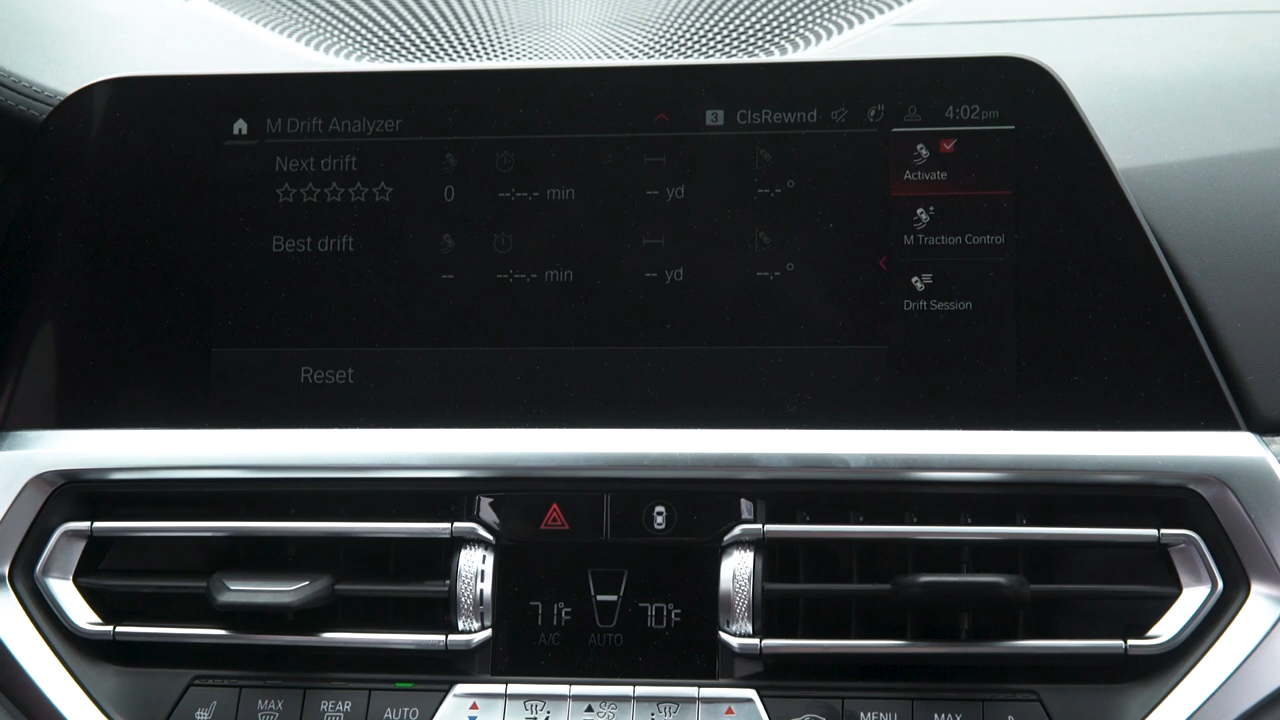 M Drift Analyzer
3 ClsRewnd 4:02pm
Next drift
0 --:--.- min -- yd --.-°
Best drift
-- --:--.- min -- yd --.-°
Reset
Activate
M Traction Control
Drift Session
71°F 70°F
A/C AUTO
MAX REAR AUTO MENU MAX